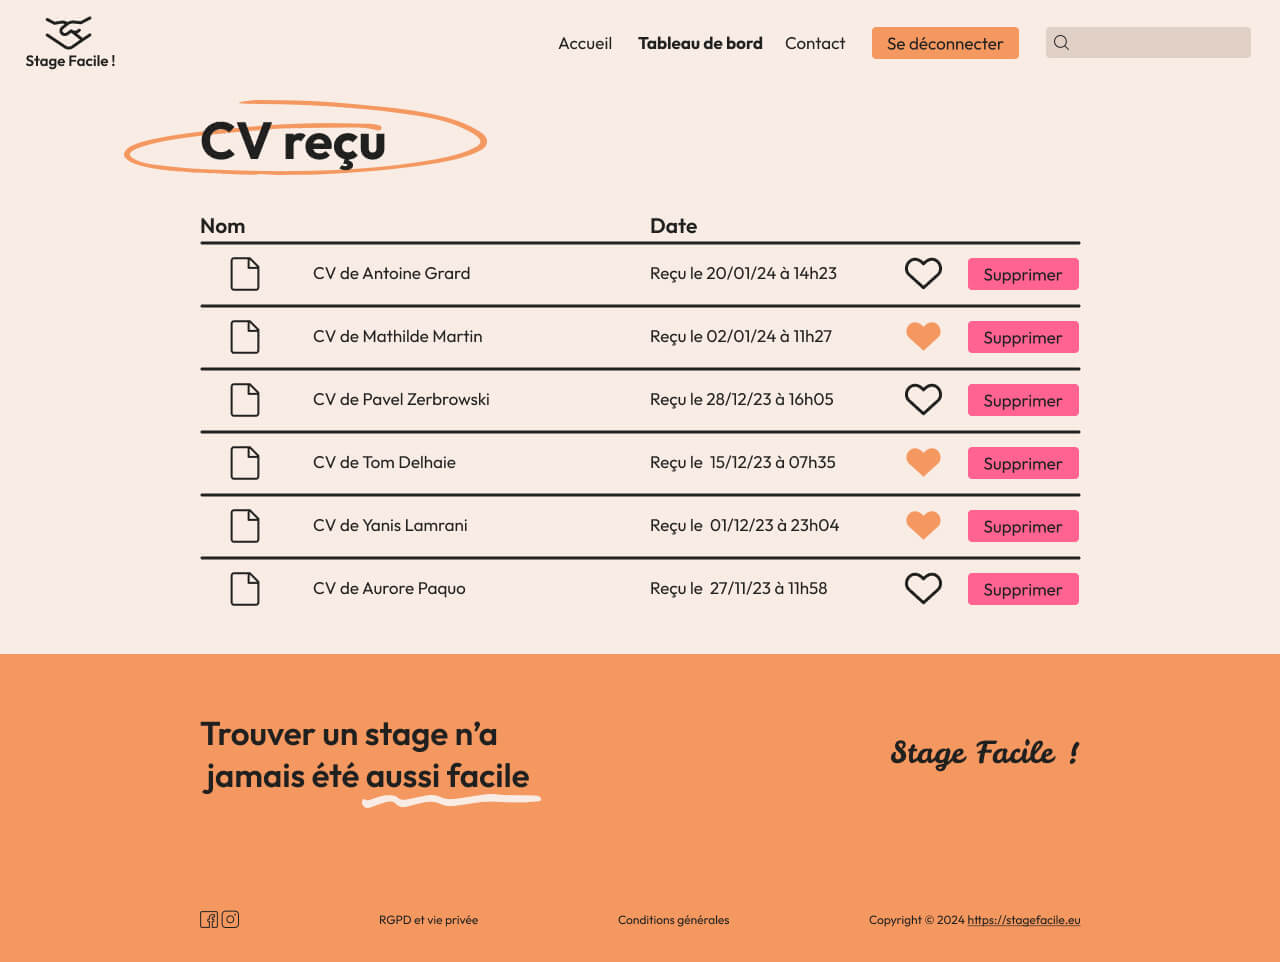 Stage Facile !
Accueil Tableau de bord Contact Se déconnecter
CV reçu
Nom Date
CV de Antoine Grard Reçu le 20/01/24 à 14h23 Supprimer
CV de Mathilde Martin Reçu le 02/01/24 à 11h27 Supprimer
CV de Pavel Zerbrowski Reçu le 28/12/23 à 16h05 Supprimer
CV de Tom Delhaie Reçu le 15/12/23 à 07h35 Supprimer
CV de Yanis Lamrani Reçu le 01/12/23 à 23h04 Supprimer
CV de Aurore Paquo Reçu le 27/11/23 à 11h58 Supprimer
Trouver un stage n’a
jamais été aussi facile
Stage Facile !
RGPD et vie privée Conditions générales Copyright © 2024 https://stagefacile.eu